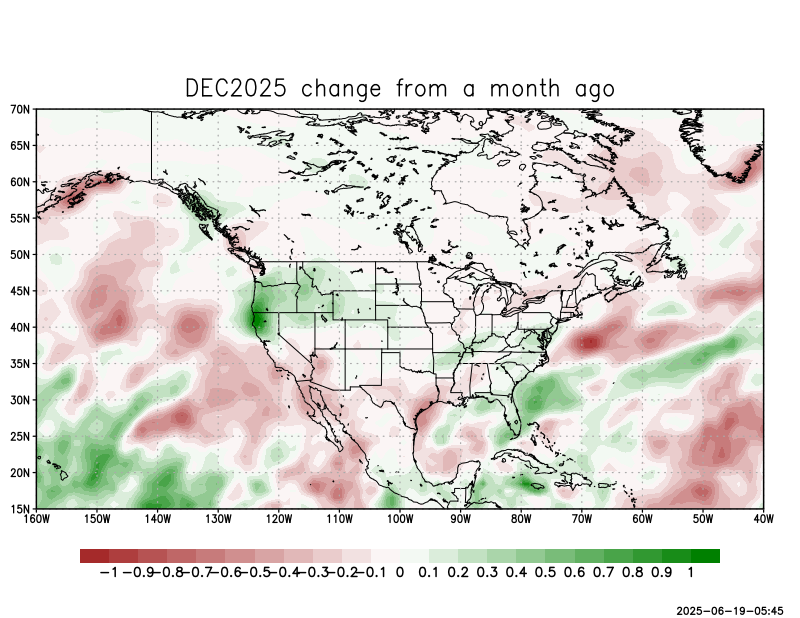 DEC2025 change from a month ago
70N
65N
60N
55N
50N
45N
40N
35N
30N
25N
20N
15N
160W 150W 140W 130W 120W 110W 100W 90W 80W 70W 60W 50W 40W
-1 -0.9 -0.8 -0.7 -0.6 -0.5 -0.4 -0.3 -0.2 -0.1 0 0.1 0.2 0.3 0.4 0.5 0.6 0.7 0.8 0.9 1
2025-06-19-05:45